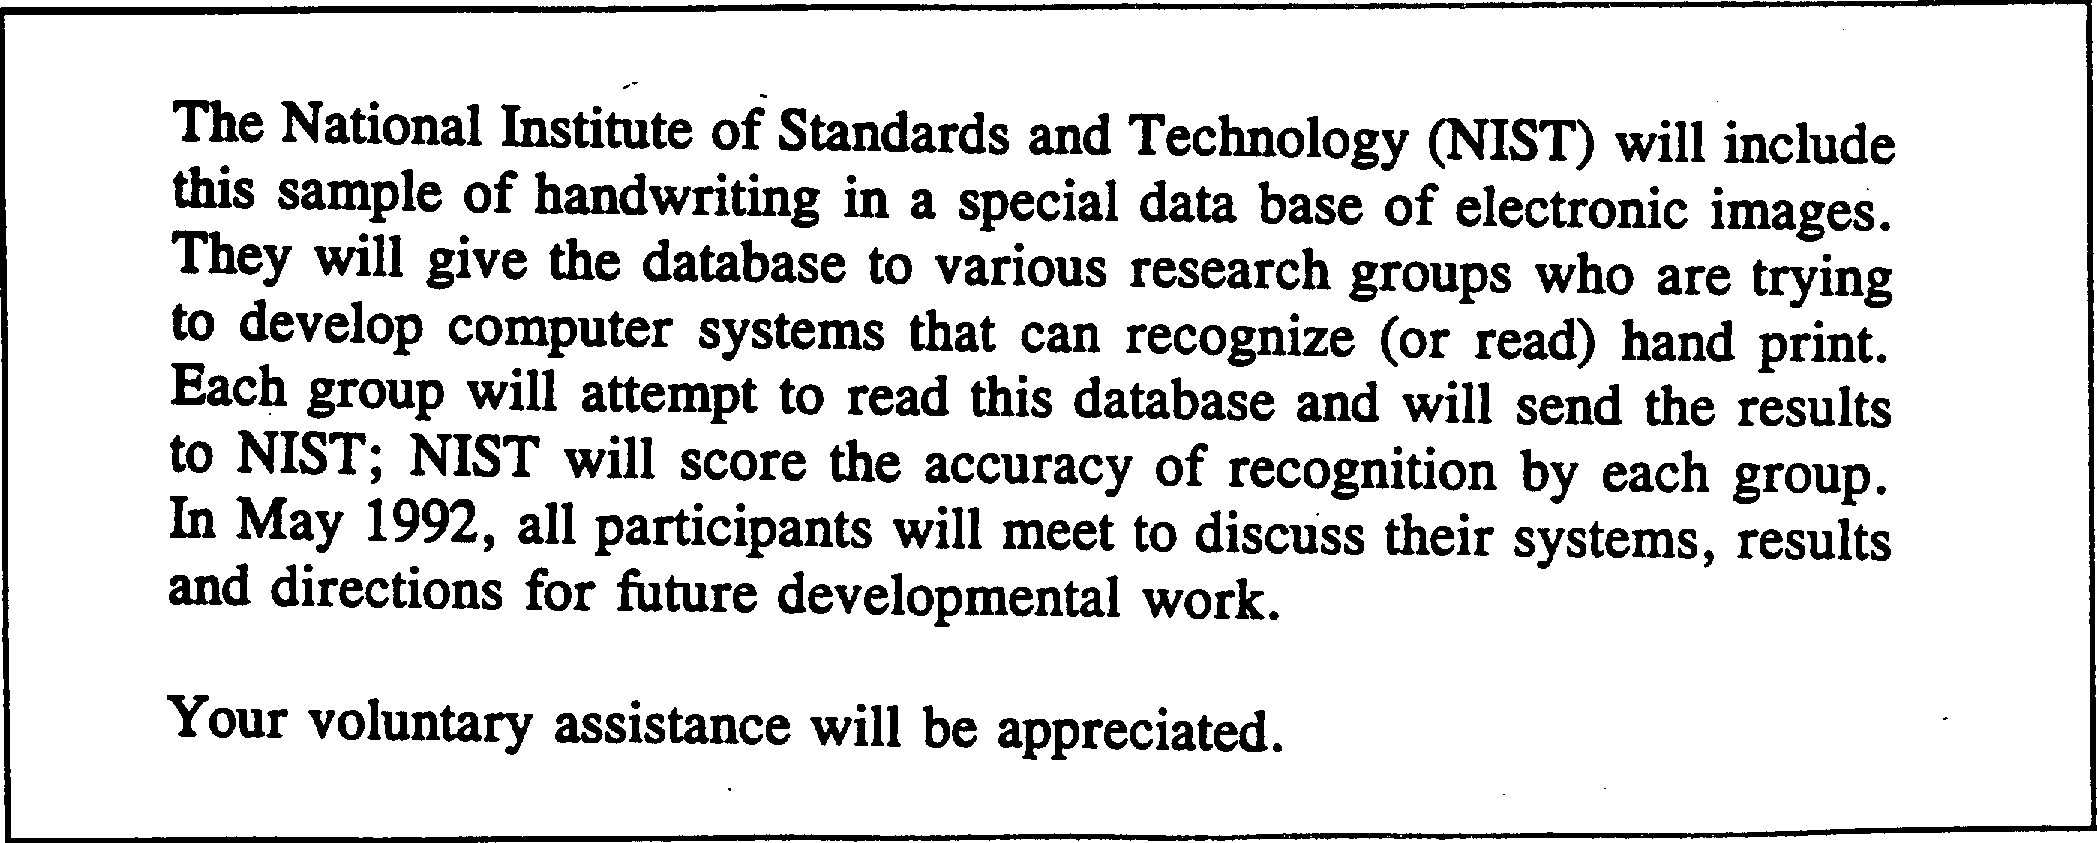 The National Institute of Standards and Technology (NIST) will include
this sample of handwriting in a special data base of electronic images.
They will give the database to various research groups who are trying
to develop computer systems that can recognize (or read) hand print.
Each group will attempt to read this database and will send the results
to NIST; NIST will score the accuracy of recognition by each group.
In May 1992, all participants will meet to discuss their systems, results
and directions for future developmental work.
Your voluntary assistance will be appreciated.